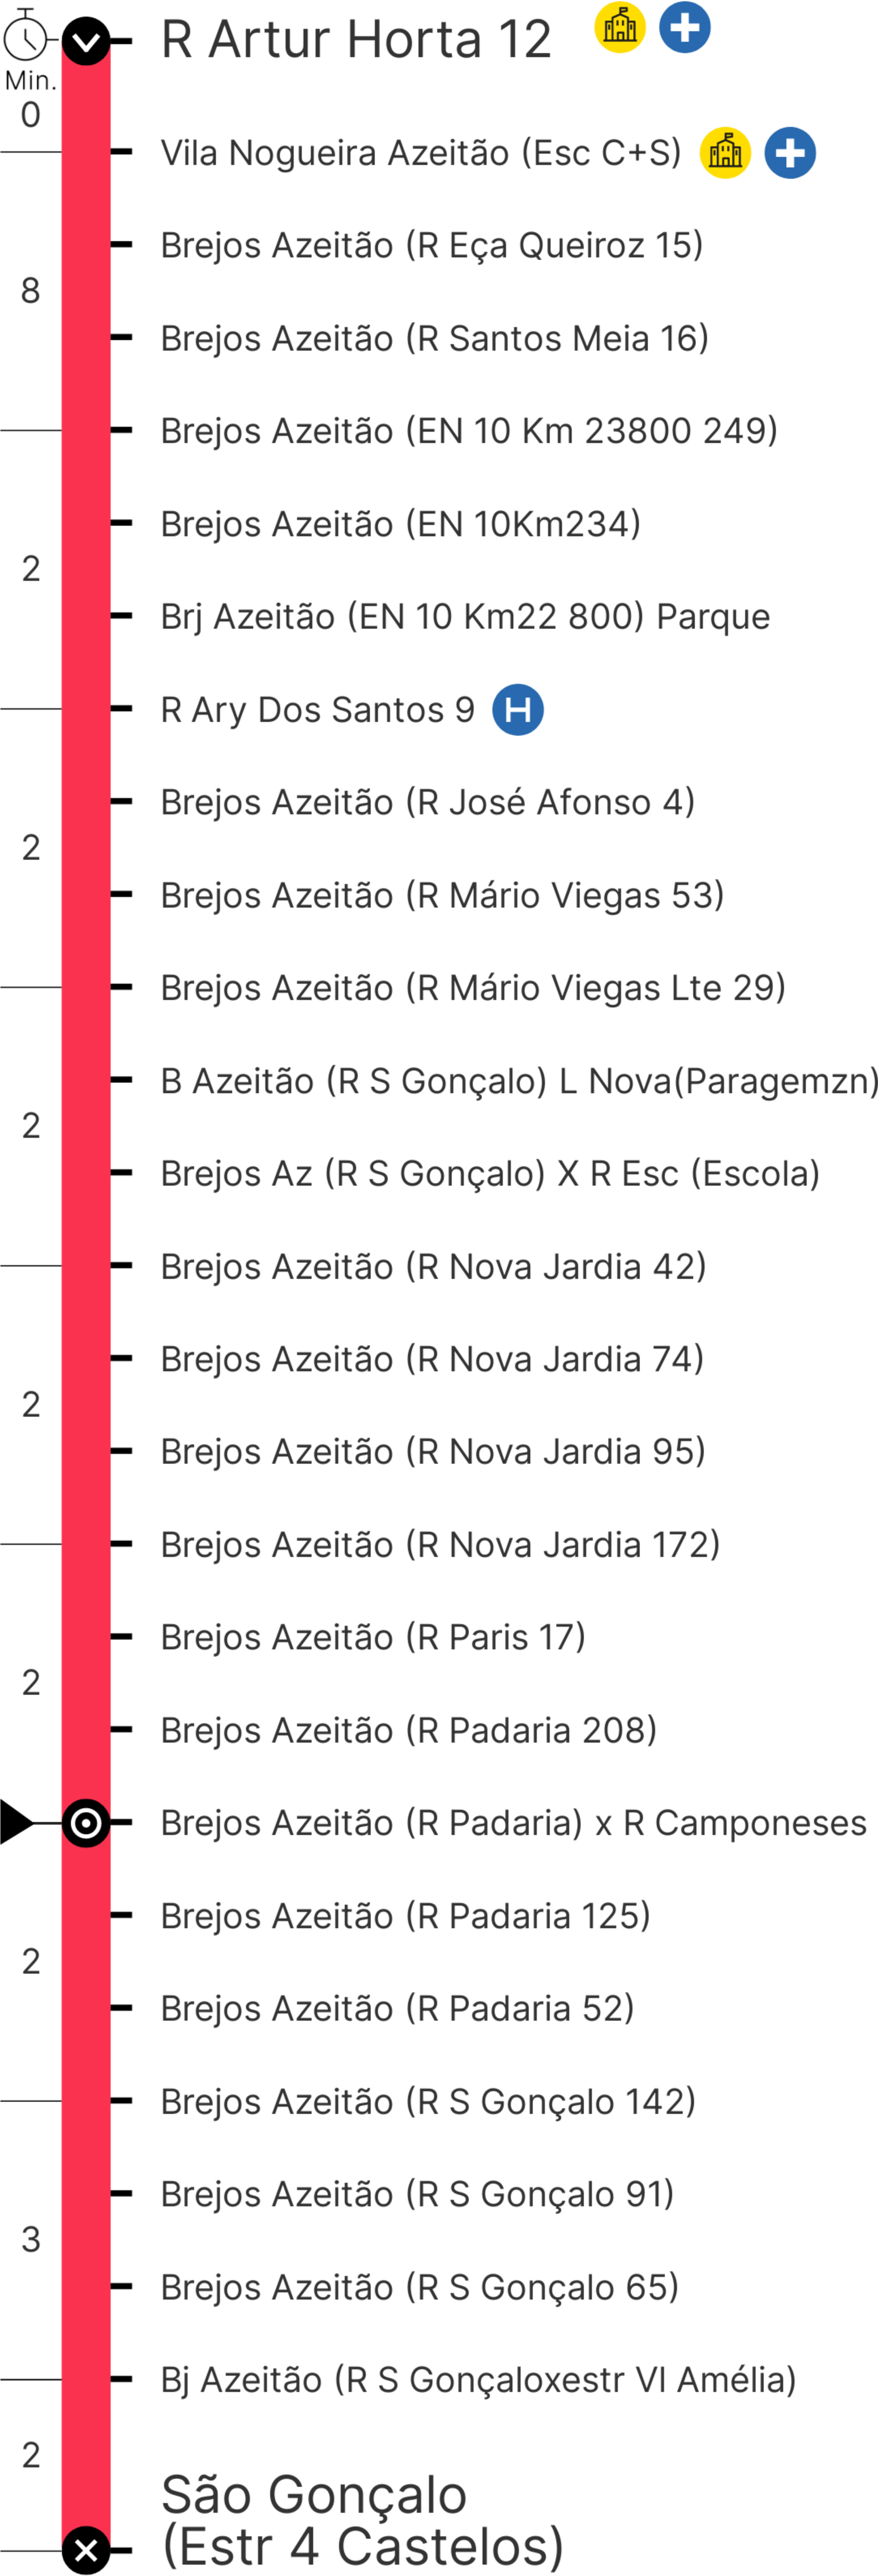 R Artur Horta 12
Min.
0
Vila Nogueira Azeitão (Esc C+S)
Brejos Azeitão (R Eça Queiroz 15)
8
Brejos Azeitão (R Santos Meia 16)
Brejos Azeitão (EN 10 Km 23800 249)
Brejos Azeitão (EN 10Km234)
2
Brj Azeitão (EN 10 Km22 800) Parque
R Ary Dos Santos 9 H
Brejos Azeitão (R José Afonso 4)
2
Brejos Azeitão (R Mário Viegas 53)
Brejos Azeitão (R Mário Viegas Lte 29)
B Azeitão (R S Gonçalo) L Nova(Paragemzn)
2
Brejos Az (R S Gonçalo) X R Esc (Escola)
Brejos Azeitão (R Nova Jardia 42)
Brejos Azeitão (R Nova Jardia 74)
2
Brejos Azeitão (R Nova Jardia 95)
Brejos Azeitão (R Nova Jardia 172)
Brejos Azeitão (R Paris 17)
2
Brejos Azeitão (R Padaria 208)
Brejos Azeitão (R Padaria) x R Camponeses
Brejos Azeitão (R Padaria 125)
2
Brejos Azeitão (R Padaria 52)
Brejos Azeitão (R S Gonçalo 142)
Brejos Azeitão (R S Gonçalo 91)
3
Brejos Azeitão (R S Gonçalo 65)
Bj Azeitão (R S Gonçaloxestr Vl Amélia)
2
São Gonçalo
(Estr 4 Castelos)